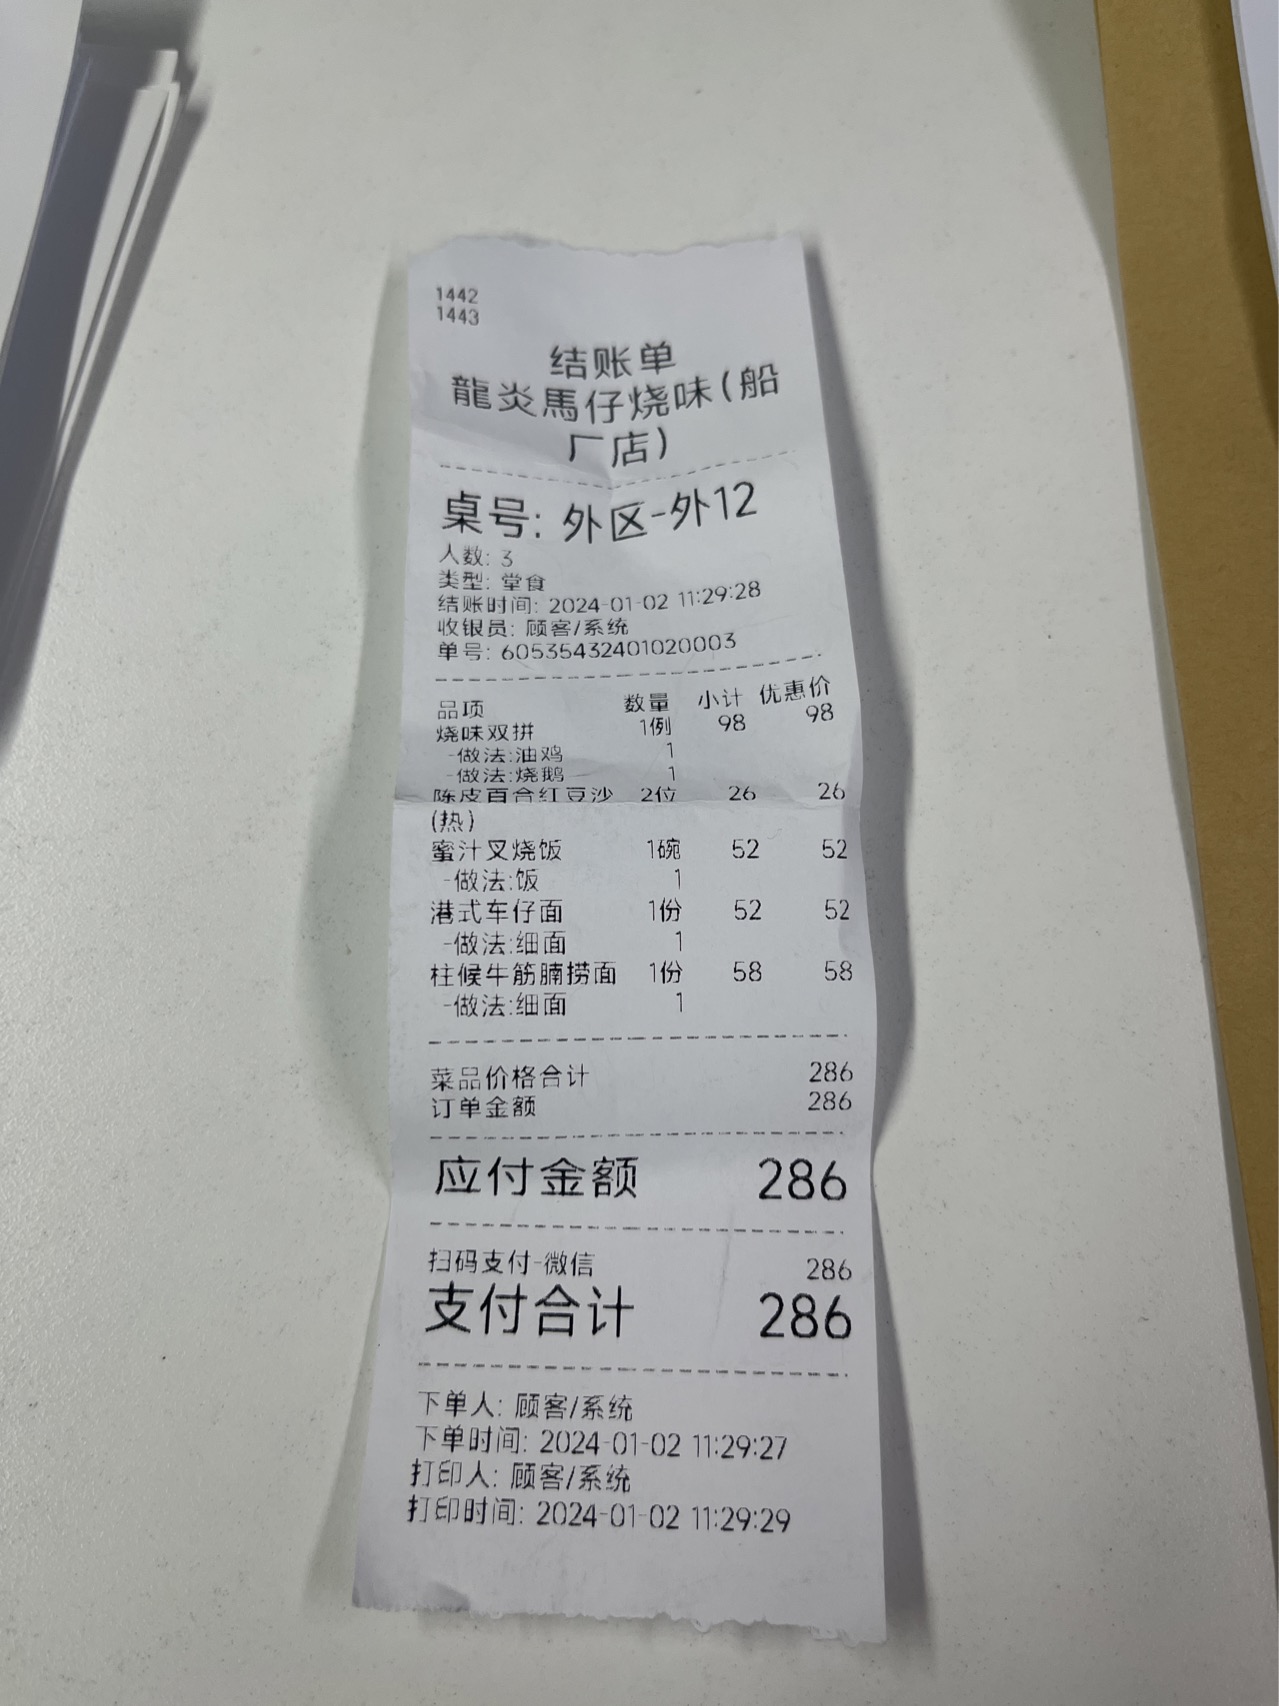 1442
1443
结账单
龍炎馬仔烧味(船
厂店)
桌号: 外区-外12
人数: 3
类型: 堂食
结账时间: 2024-01-02 11:29:28
收银员: 顾客/系统
单号: 60535432401020003
品项 数量 小计 优惠价
烧味双拼 1例 98 98
-做法:油鸡 1
-做法:烧鹅 1
陈皮百合红豆沙 2位 26 26
(热)
蜜汁叉烧饭 1碗 52 52
-做法:饭 1
港式车仔面 1份 52 52
-做法:细面 1
柱候牛筋腩捞面 1份 58 58
-做法:细面 1
菜品价格合计 286
订单金额 286
应付金额 286
扫码支付-微信 286
支付合计 286
下单人: 顾客/系统
下单时间: 2024-01-02 11:29:27
打印人: 顾客/系统
打印时间: 2024-01-02 11:29:29